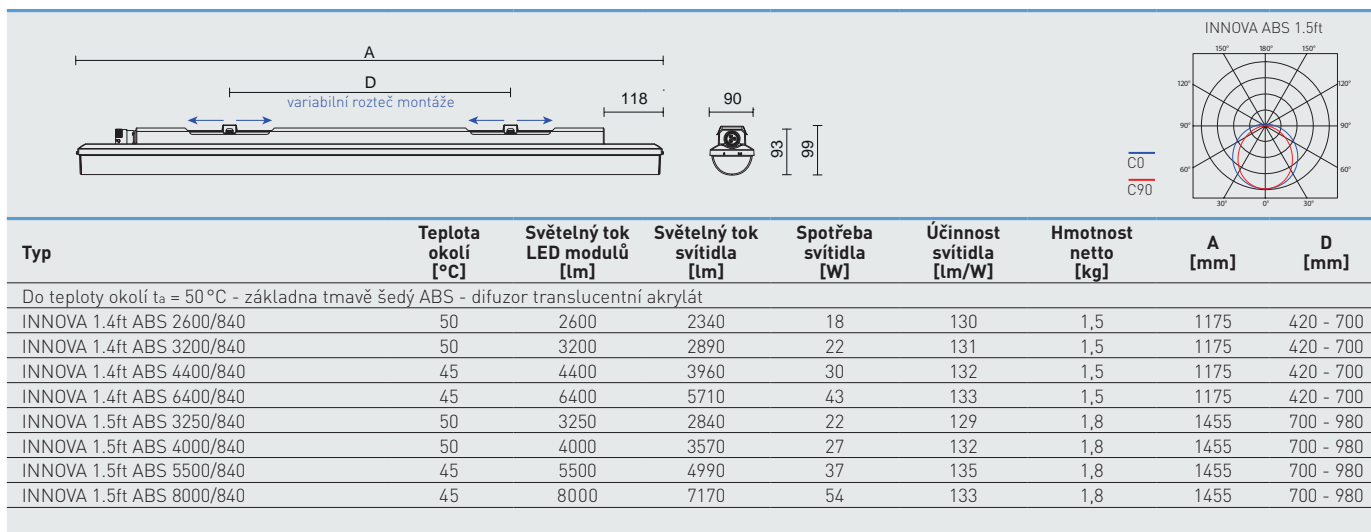 INNOVA ABS 1.5ft
150° 180° 150°
120° 120°
90° 90°
60° 60°
30° 0° 30°
C0
C90
A
D
variabilní rozteč montáže
118
90
93
99
Typ Teplota okolí [°C] Světelný tok LED modulů [lm] Světelný tok svítidla [lm] Spotřeba svítidla [W] Účinnost svítidla [lm/W] Hmotnost netto [kg] A [mm] D [mm]
Do teploty okolí ta = 50 °C - základna tmavě šedý ABS - difuzor translucentní akrylát
INNOVA 1.4ft ABS 2600/840 50 2600 2340 18 130 1,5 1175 420 - 700
INNOVA 1.4ft ABS 3200/840 50 3200 2890 22 131 1,5 1175 420 - 700
INNOVA 1.4ft ABS 4400/840 45 4400 3960 30 132 1,5 1175 420 - 700
INNOVA 1.4ft ABS 6400/840 45 6400 5710 43 133 1,5 1175 420 - 700
INNOVA 1.5ft ABS 3250/840 50 3250 2840 22 129 1,8 1455 700 - 980
INNOVA 1.5ft ABS 4000/840 50 4000 3570 27 132 1,8 1455 700 - 980
INNOVA 1.5ft ABS 5500/840 45 5500 4990 37 135 1,8 1455 700 - 980
INNOVA 1.5ft ABS 8000/840 45 8000 7170 54 133 1,8 1455 700 - 980